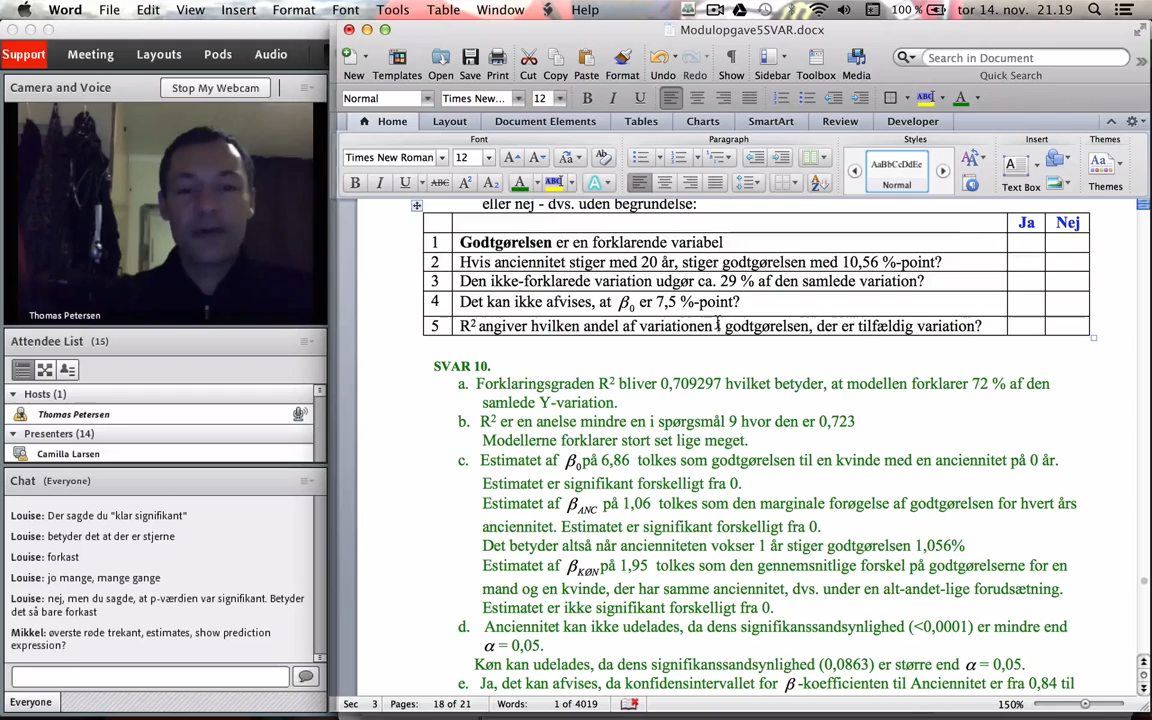 Word File Edit View Insert Format Font Tools Table Window Help 100 % tor 14. nov. 21.19
Support Meeting Layouts Pods Audio
Modulopgave5SVAR.docx
New Templates Open Save Print Cut Copy Paste Format Undo Redo Show Sidebar Toolbox Media
Search in Document
Quick Search
Camera and Voice Stop My Webcam
Normal Times New... 12 B I U ABC A
Home Layout Document Elements Tables Charts SmartArt Review Developer
Font Paragraph Styles Insert Themes
Times New Roman 12 A A Aa Ab
B I U ABC A² A₂ A ABC A
AaBbCcDdEe
Normal
A Text Box Aa Themes
Thomas Petersen
Attendee List (15)
Hosts (1)
Thomas Petersen
Presenters (14)
Camilla Larsen
Chat (Everyone)
Louise: Der sagde du "klar signifikant"
Louise: betyder det at der er stjerne
Louise: forkast
Louise: jo mange, mange gange
Louise: nej, men du sagde, at p-værdien var signifikant. Betyder
det så bare forkast
Mikkel: øverste røde trekant, estimates, show prediction
expression?
Everyone
eller nej - dvs. uden begrundelse:
Ja Nej
1 Godtgørelsen er en forklarende variabel
2 Hvis anciennitet stiger med 20 år, stiger godtgørelsen med 10,56 %-point?
3 Den ikke-forklarede variation udgør ca. 29 % af den samlede variation?
4 Det kan ikke afvises, at β₀ er 7,5 %-point?
5 R² angiver hvilken andel af variationen i godtgørelsen, der er tilfældig variation?
SVAR 10.
a. Forklaringsgraden R² bliver 0,709297 hvilket betyder, at modellen forklarer 72 % af den
samlede Y-variation.
b. R² er en anelse mindre en i spørgsmål 9 hvor den er 0,723
Modellerne forklarer stort set lige meget.
c. Estimatet af β₀ på 6,86 tolkes som godtgørelsen til en kvinde med en anciennitet på 0 år.
Estimatet er signifikant forskelligt fra 0.
Estimatet af β_ANC på 1,06 tolkes som den marginale forøgelse af godtgørelsen for hvert års
anciennitet. Estimatet er signifikant forskelligt fra 0.
Det betyder altså når ancienniteten vokser 1 år stiger godtgørelsen 1,056%
Estimatet af β_KØN på 1,95 tolkes som den gennemsnitlige forskel på godtgørelserne for en
mand og en kvinde, der har samme anciennitet, dvs. under en alt-andet-lige forudsætning.
Estimatet er ikke signifikant forskelligt fra 0.
d. Anciennitet kan ikke udelades, da dens signifikanssandsynlighed (<0,0001) er mindre end
α = 0,05.
Køn kan udelades, da dens signifikanssandsynlighed (0,0863) er større end α = 0,05.
e. Ja, det kan afvises, da konfidensintervallet for β -koefficienten til Anciennitet er fra 0,84 til
Sec 3 Pages: 18 of 21 Words: 1 of 4019 150%